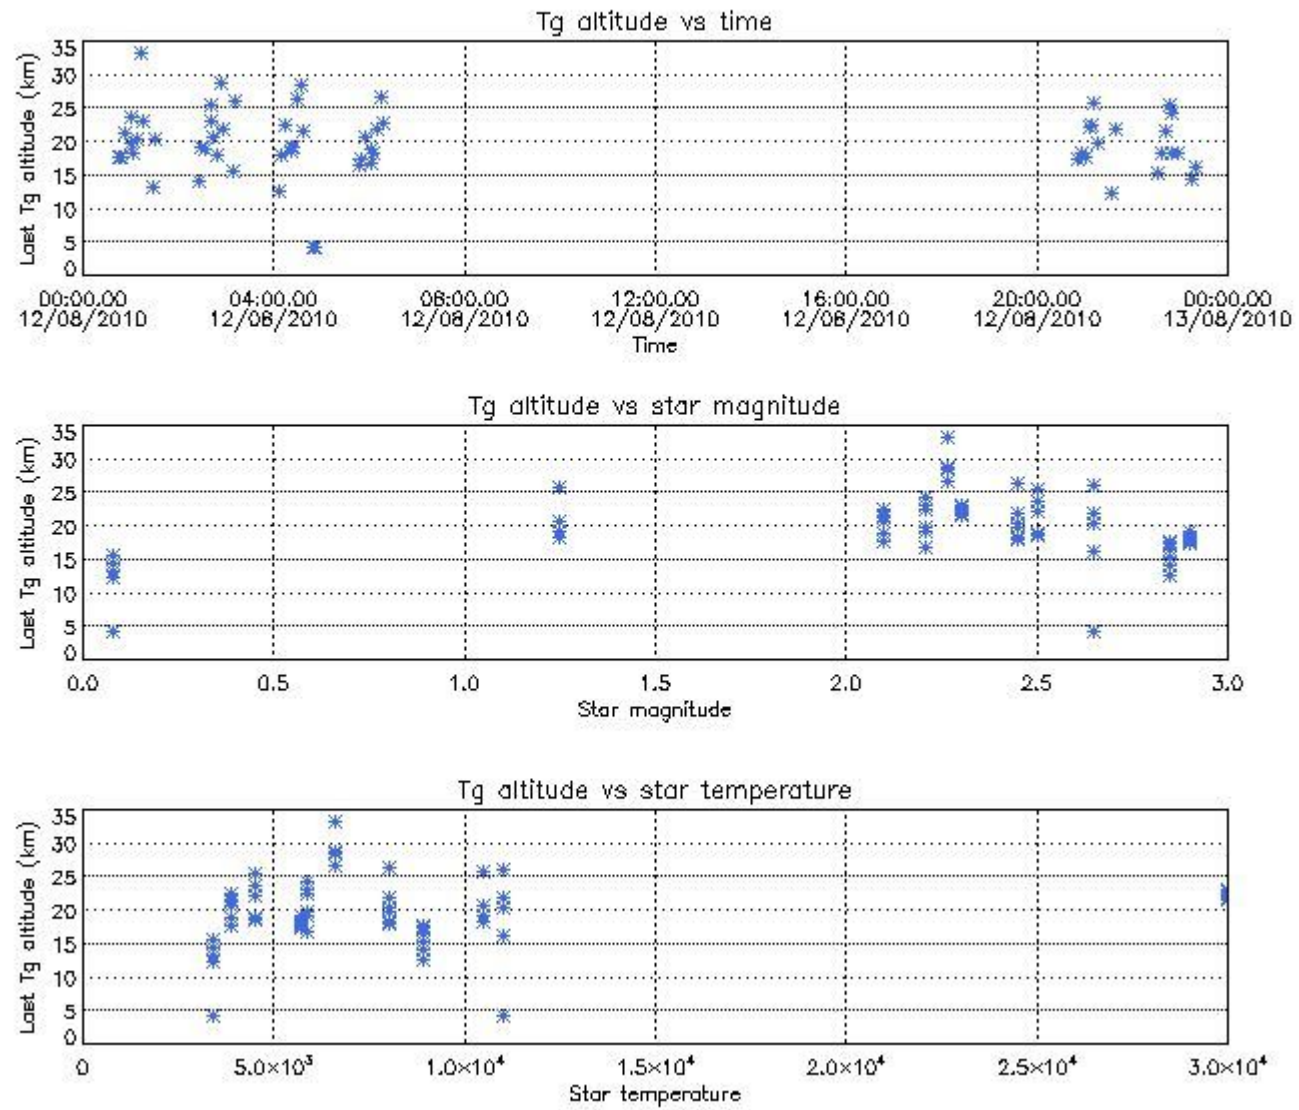 Tg altitude vs time
Last Tg altitude (km)
35
30
25
20
15
10
5
0
00:00.00 04:00.00 08:00.00 12:00.00 16:00.00 20:00.00 00:00.00
12/08/2010 12/08/2010 12/08/2010 12/08/2010 12/08/2010 12/08/2010 13/08/2010
Time
Tg altitude vs star magnitude
Last Tg altitude (km)
35
30
25
20
15
10
5
0
0.0 0.5 1.0 1.5 2.0 2.5 3.0
Star magnitude
Tg altitude vs star temperature
Last Tg altitude (km)
35
30
25
20
15
10
5
0
0 5.0×10³ 1.0×10⁴ 1.5×10⁴ 2.0×10⁴ 2.5×10⁴ 3.0×10⁴
Star temperature